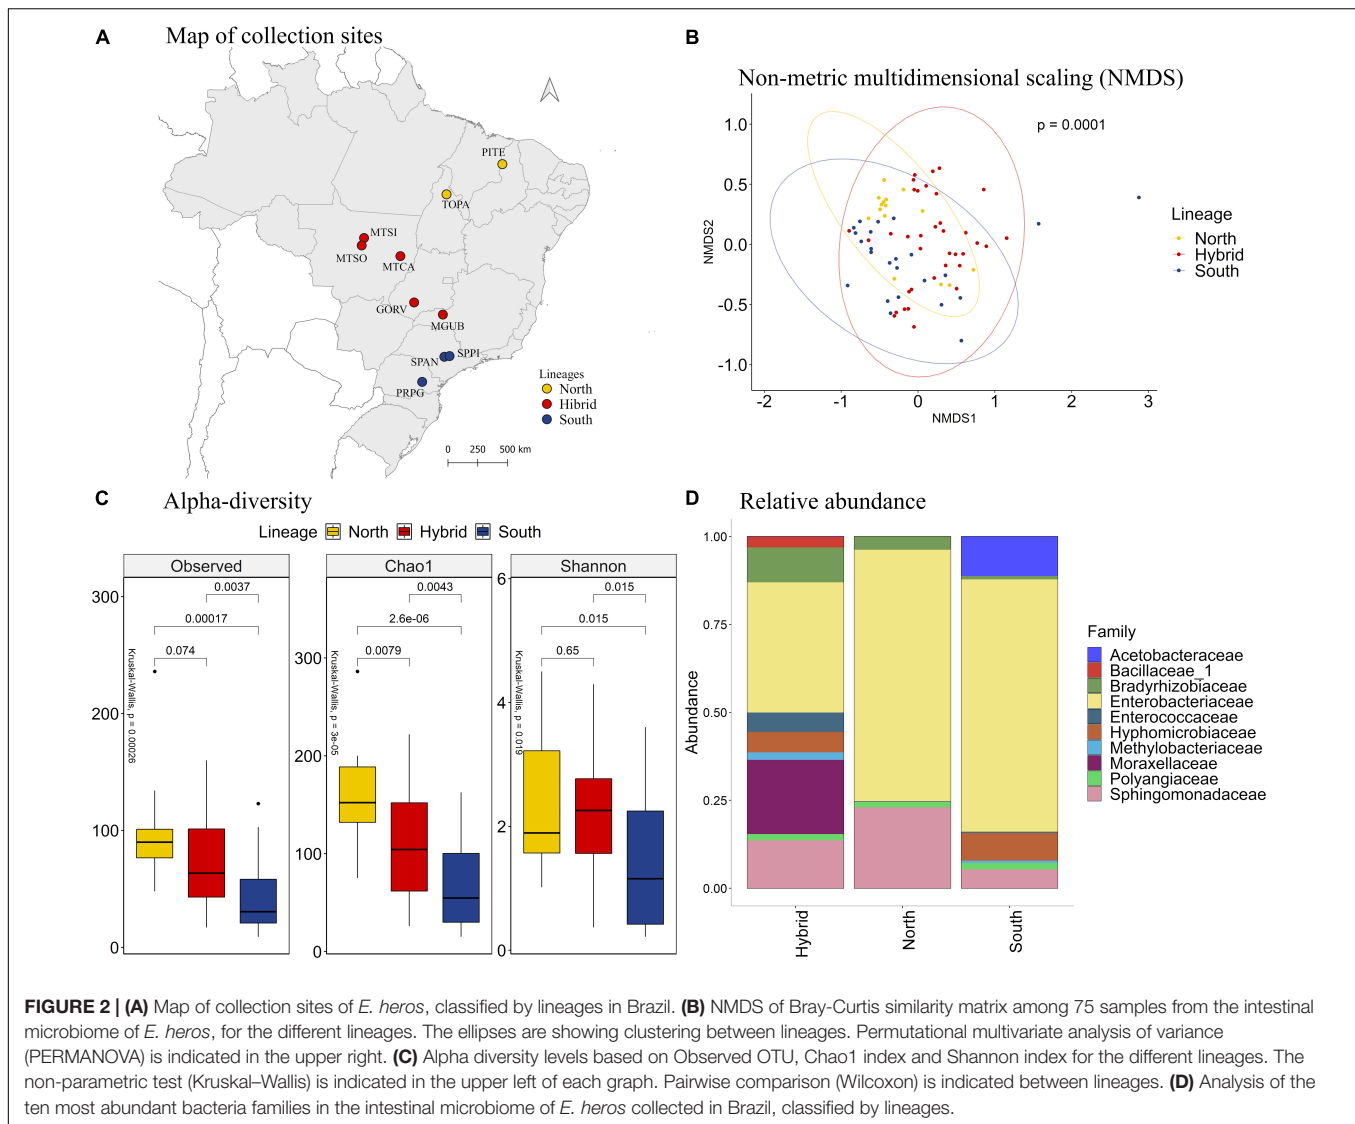 A
Map of collection sites
PITE
TOPA
MTSI
MTSO
MTCA
GORV
MGUB
SPAN
SPPI
PRPG
Lineages
North
Hibrid
South
0 250 500 km
B
Non-metric multidimensional scaling (NMDS)
p = 0.0001
1.0
0.5
0.0
-0.5
-1.0
NMDS2
-2 -1 0 1 2 3
NMDS1
Lineage
North
Hybrid
South
C
Alpha-diversity
Lineage North Hybrid South
Observed
300
200
100
0
Kruskal-Wallis, p = 0.00026
0.0037
0.00017
0.074
Chao1
300
200
100
0
Kruskal-Wallis, p = 3e-05
0.0043
2.6e-06
0.0079
Shannon
6
4
2
0
Kruskal-Wallis, p = 0.019
0.015
0.015
0.65
D
Relative abundance
1.00
0.75
0.50
0.25
0.00
Abundance
Hybrid
North
South
Family
Acetobacteraceae
Bacillaceae_1
Bradyrhizobiaceae
Enterobacteriaceae
Enterococcaceae
Hyphomicrobiaceae
Methylobacteriaceae
Moraxellaceae
Polyangiaceae
Sphingomonadaceae
FIGURE 2 | (A) Map of collection sites of E. heros, classified by lineages in Brazil. (B) NMDS of Bray-Curtis similarity matrix among 75 samples from the intestinal
microbiome of E. heros, for the different lineages. The ellipses are showing clustering between lineages. Permutational multivariate analysis of variance
(PERMANOVA) is indicated in the upper right. (C) Alpha diversity levels based on Observed OTU, Chao1 index and Shannon index for the different lineages. The
non-parametric test (Kruskal–Wallis) is indicated in the upper left of each graph. Pairwise comparison (Wilcoxon) is indicated between lineages. (D) Analysis of the
ten most abundant bacteria families in the intestinal microbiome of E. heros collected in Brazil, classified by lineages.